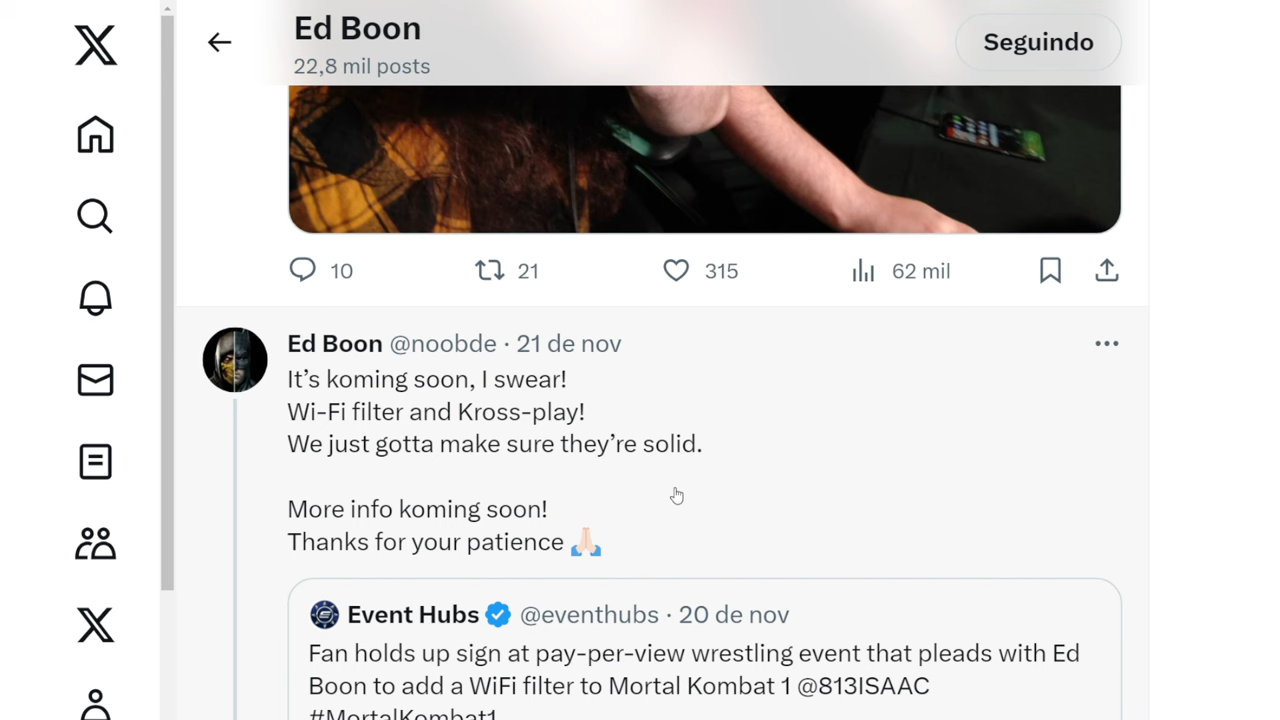 Ed Boon
22,8 mil posts
Seguindo
10
21
315
62 mil
Ed Boon @noobde · 21 de nov
It’s koming soon, I swear!
Wi-Fi filter and Kross-play!
We just gotta make sure they’re solid.
More info koming soon!
Thanks for your patience 🙏🏻
Event Hubs @eventhubs · 20 de nov
Fan holds up sign at pay-per-view wrestling event that pleads with Ed
Boon to add a WiFi filter to Mortal Kombat 1 @813ISAAC
#MortalKombat1